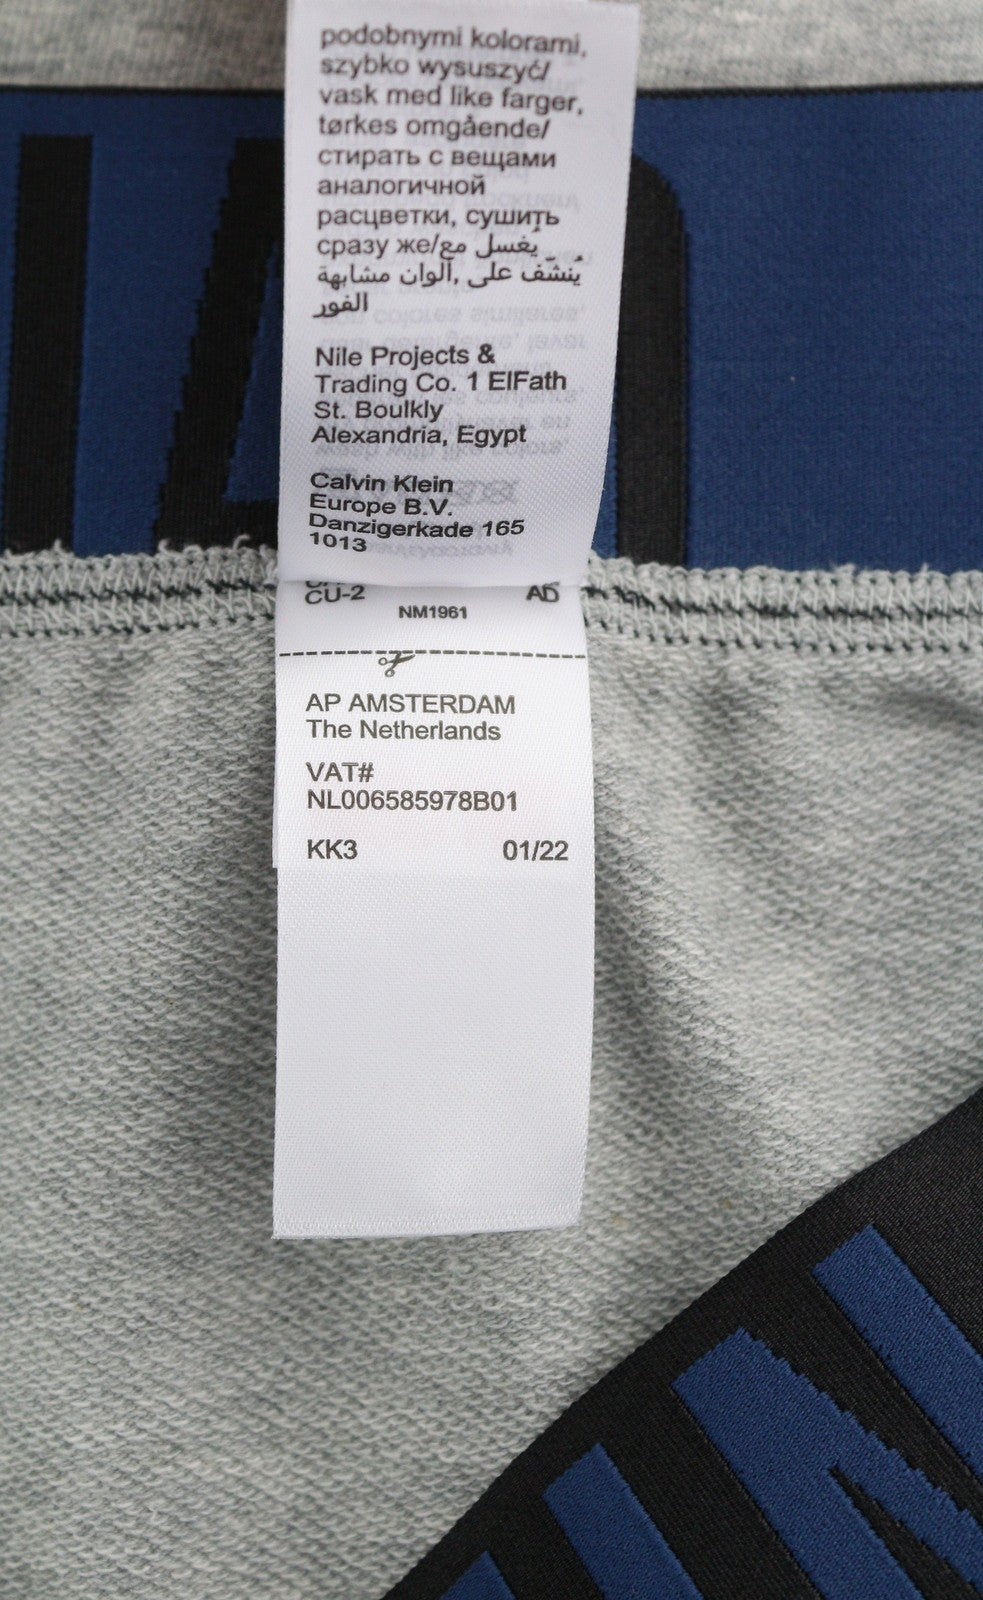 podobnymi kolorami,
szybko wysuszyć/
vask med like farger,
tørkes omgående/
стирать с вещами
аналогичной
расцветки, сушить
сразу же/يغسل مع
ألوان مشابهة, يُنشّف على
الفور
Nile Projects &
Trading Co. 1 ElFath
St. Boulkly
Alexandria, Egypt
Calvin Klein
Europe B.V.
Danzigerkade 165
1013
CU-2 AD
NM1961
AP AMSTERDAM
The Netherlands
VAT#
NL006585978B01
KK3 01/22